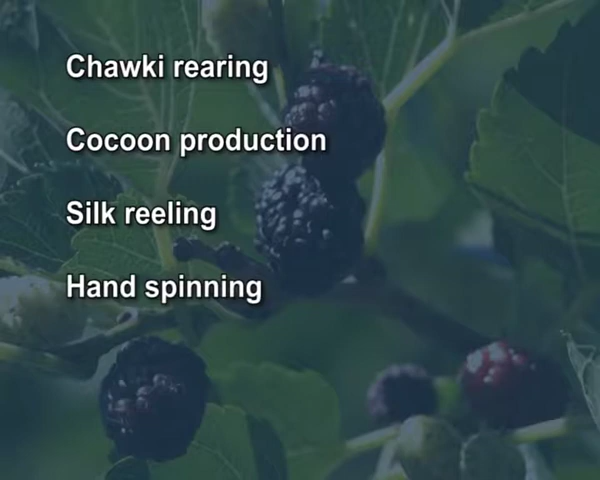 Chawki rearing
Cocoon production
Silk reeling
Hand spinning